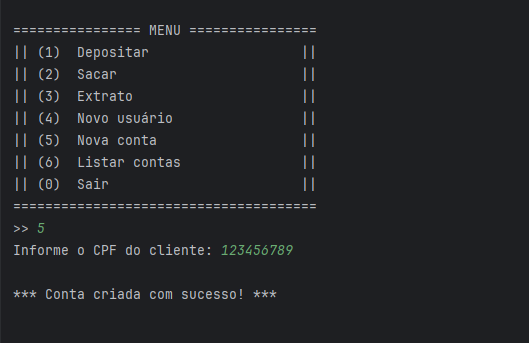 ================ MENU ================
|| (1)  Depositar                   ||
|| (2)  Sacar                       ||
|| (3)  Extrato                     ||
|| (4)  Novo usuário                ||
|| (5)  Nova conta                  ||
|| (6)  Listar contas               ||
|| (0)  Sair                        ||
======================================
>> 5
Informe o CPF do cliente: 123456789
*** Conta criada com sucesso! ***